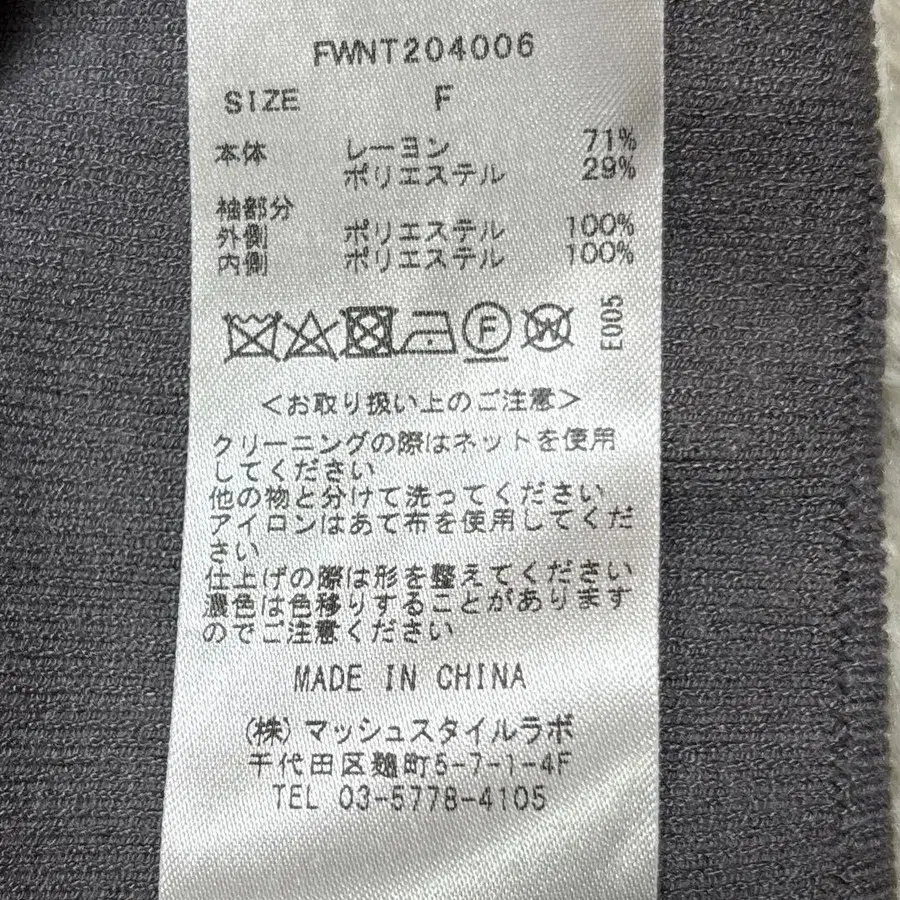 FWNT204006
SIZE F
本体 レーヨン 71%
ポリエステル 29%
袖部分
外側 ポリエステル 100%
内側 ポリエステル 100%
F W E005
<お取り扱い上のご注意>
クリーニングの際はネットを使用
してください
他の物と分けて洗ってください
アイロンはあて布を使用してくだ
さい
仕上げの際は形を整えてください
濃色は色移りすることがあります
のでご注意ください
MADE IN CHINA
(株)マッシュスタイルラボ
千代田区麹町5-7-1-4F
TEL 03-5778-4105